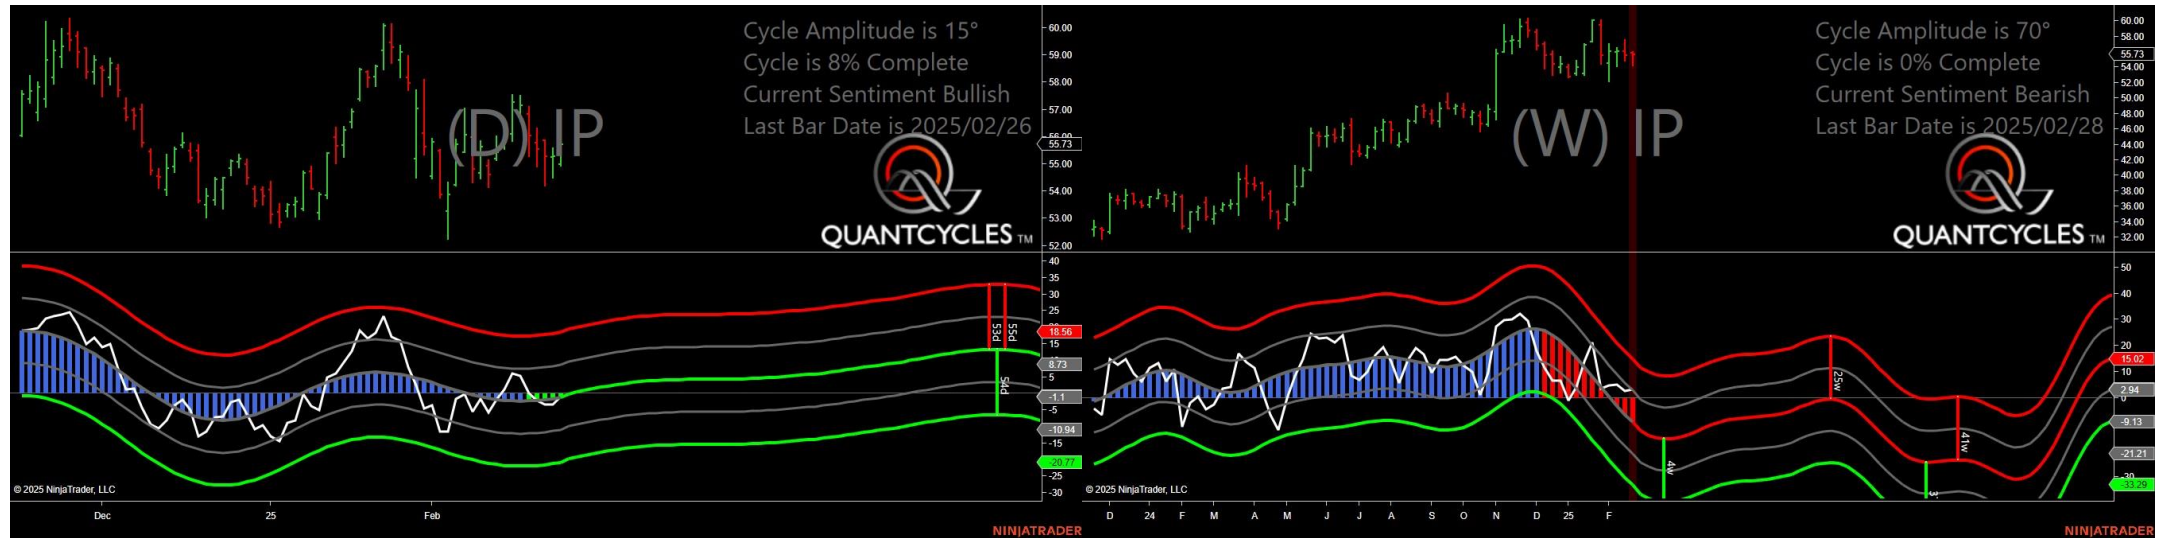 Cycle Amplitude is 15°
Cycle is 8% Complete
Current Sentiment Bullish
Last Bar Date is 2025/02/26
(D) IP
QUANTCYCLES TM
60.00
59.00
58.00
57.00
56.00
55.73
55.00
54.00
53.00
52.00
40
35
30
25
18.56
15
8.73
5
-1.1
-5
-10.94
-15
-20.77
-25
-30
53d
55d
54d
© 2025 NinjaTrader, LLC
Dec
25
Feb
NINJATRADER
Cycle Amplitude is 70°
Cycle is 0% Complete
Current Sentiment Bearish
Last Bar Date is 2025/02/28
(W) IP
QUANTCYCLES TM
60.00
58.00
55.73
54.00
52.00
50.00
48.00
46.00
44.00
42.00
40.00
38.00
36.00
34.00
32.00
50
40
30
20
15.02
10
2.94
0
-9.13
-21.21
-30
-33.29
4w
25w
41w
© 2025 NinjaTrader, LLC
D 24 F M A M J J A S O N D 25 F
NINJATRADER